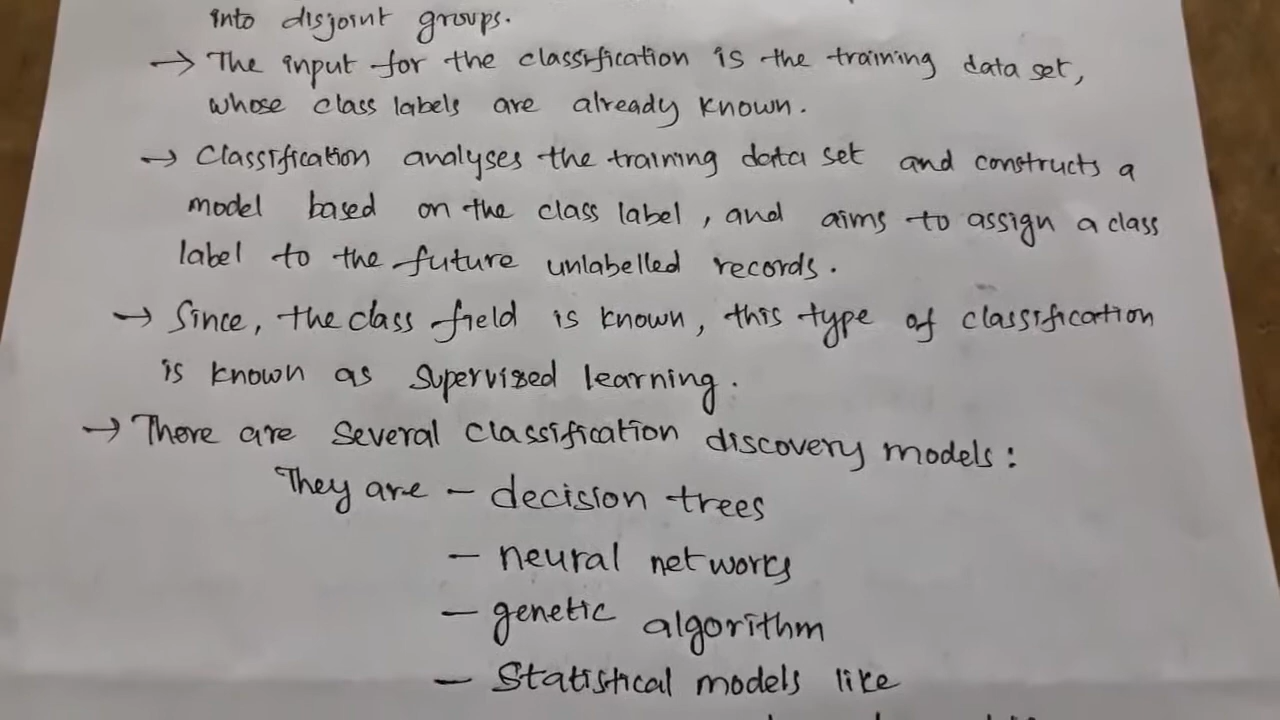 into disjoint groups.
→ The input for the classification is the training data set,
whose class labels are already known.
→ Classification analyses the training data set and constructs a
model based on the class label, and aims to assign a class
label to the future unlabelled records.
→ Since, the class field is known, this type of classification
is known as supervised learning.
→ There are several classification discovery models:
They are – decision trees
– neural networks
– genetic algorithm
– Statistical models like